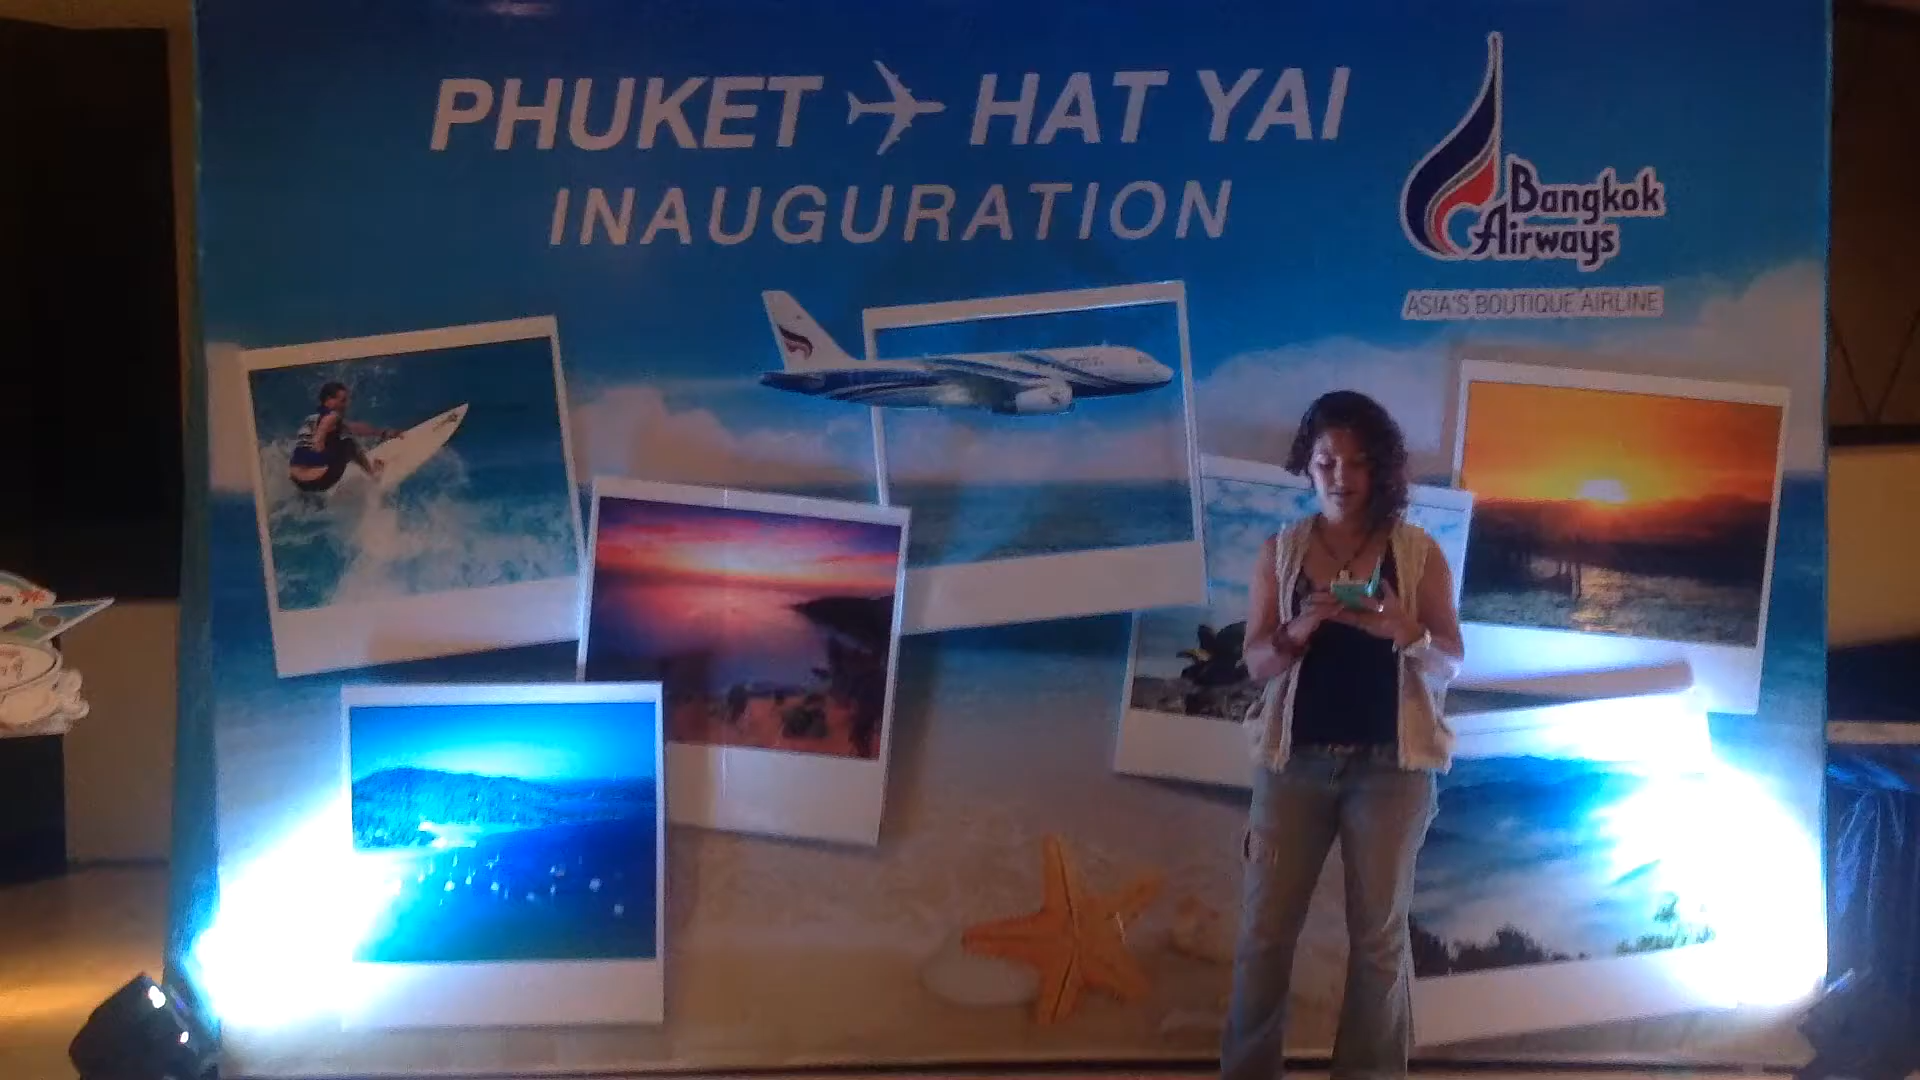 PHUKET HAT YAI
INAUGURATION
Bangkok
Airways
ASIA'S BOUTIQUE AIRLINE